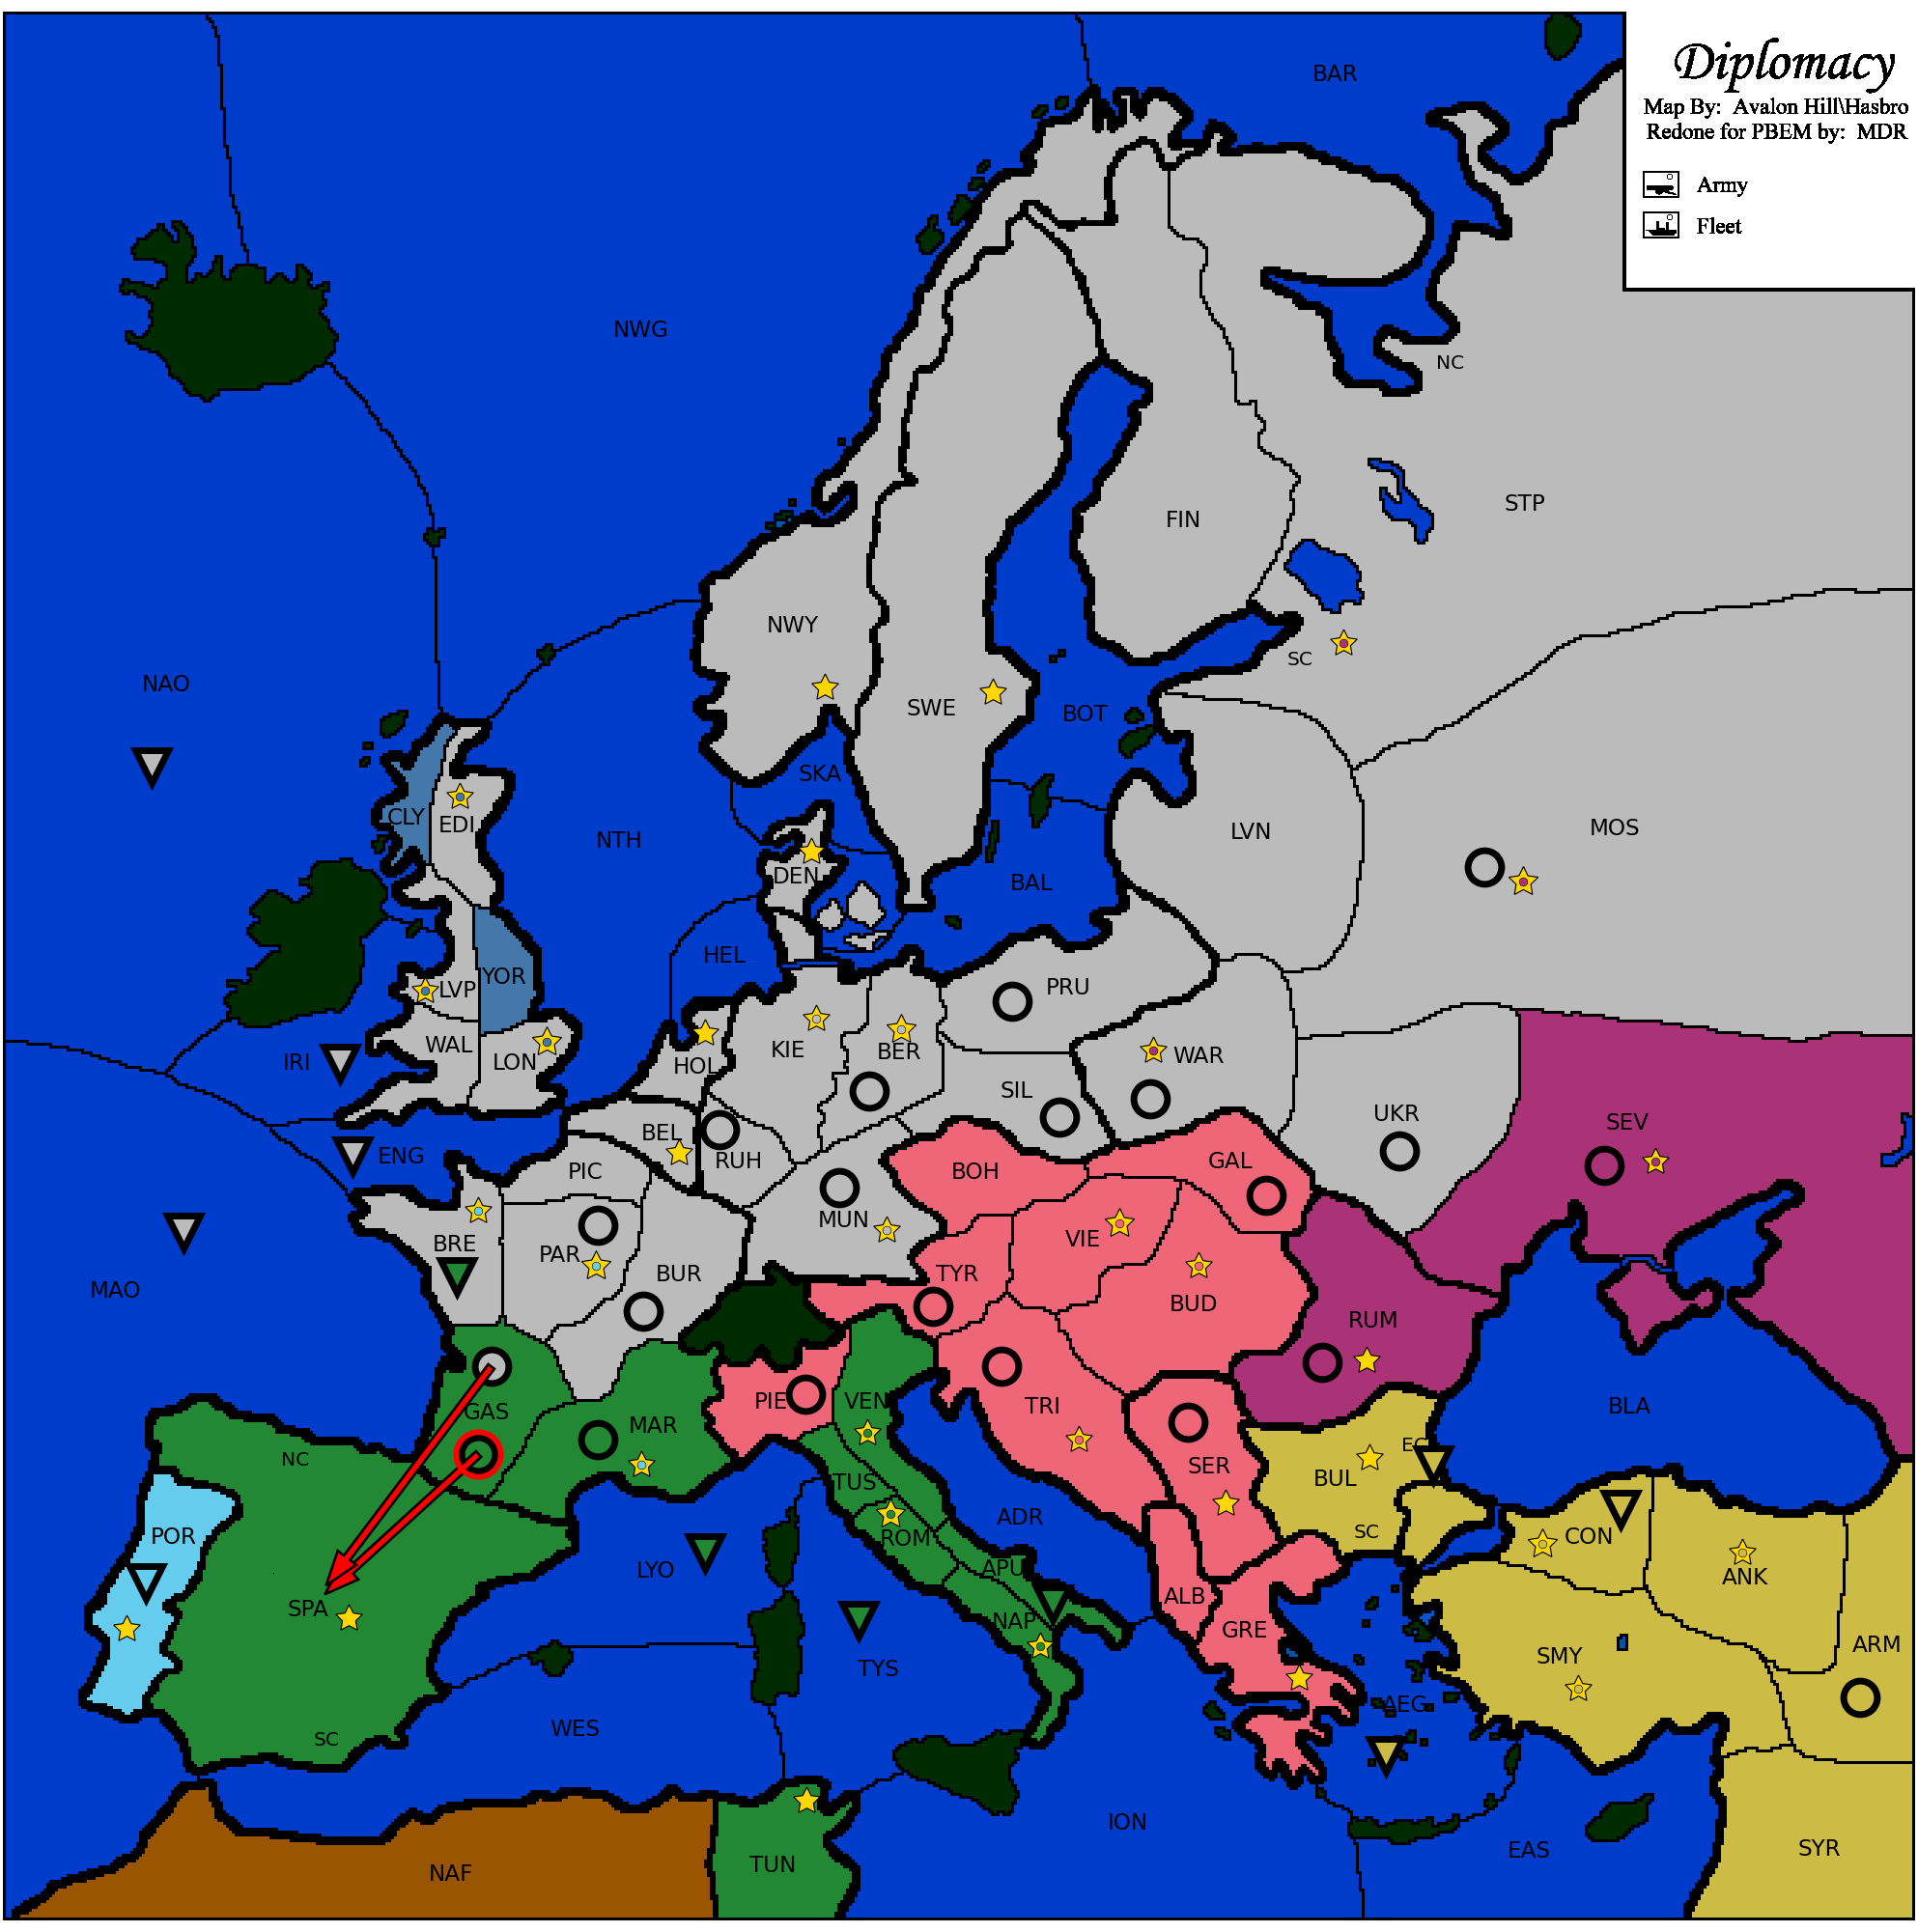 Diplomacy
Map By:  Avalon Hill\Hasbro
Redone for PBEM by:  MDR
Army
Fleet
BAR
NWG
NC
STP
FIN
NWY
SC
NAO
SWE
BOT
SKA
CLY
EDI
NTH
LVN
MOS
DEN
BAL
HEL
YOR
LVP
PRU
WAL
LON
IRI
KIE
BER
HOL
WAR
SIL
UKR
SEV
BEL
ENG
PIC
RUH
BOH
GAL
MUN
BRE
PAR
VIE
BUR
TYR
MAO
BUD
RUM
PIE
VEN
TRI
BLA
GAS
MAR
NC
EC
SER
BUL
TUS
ADR
SC
CON
POR
ROM
LYO
APU
ANK
ALB
SPA
NAP
GRE
ARM
SMY
TYS
AEG
WES
SC
ION
EAS
SYR
TUN
NAF